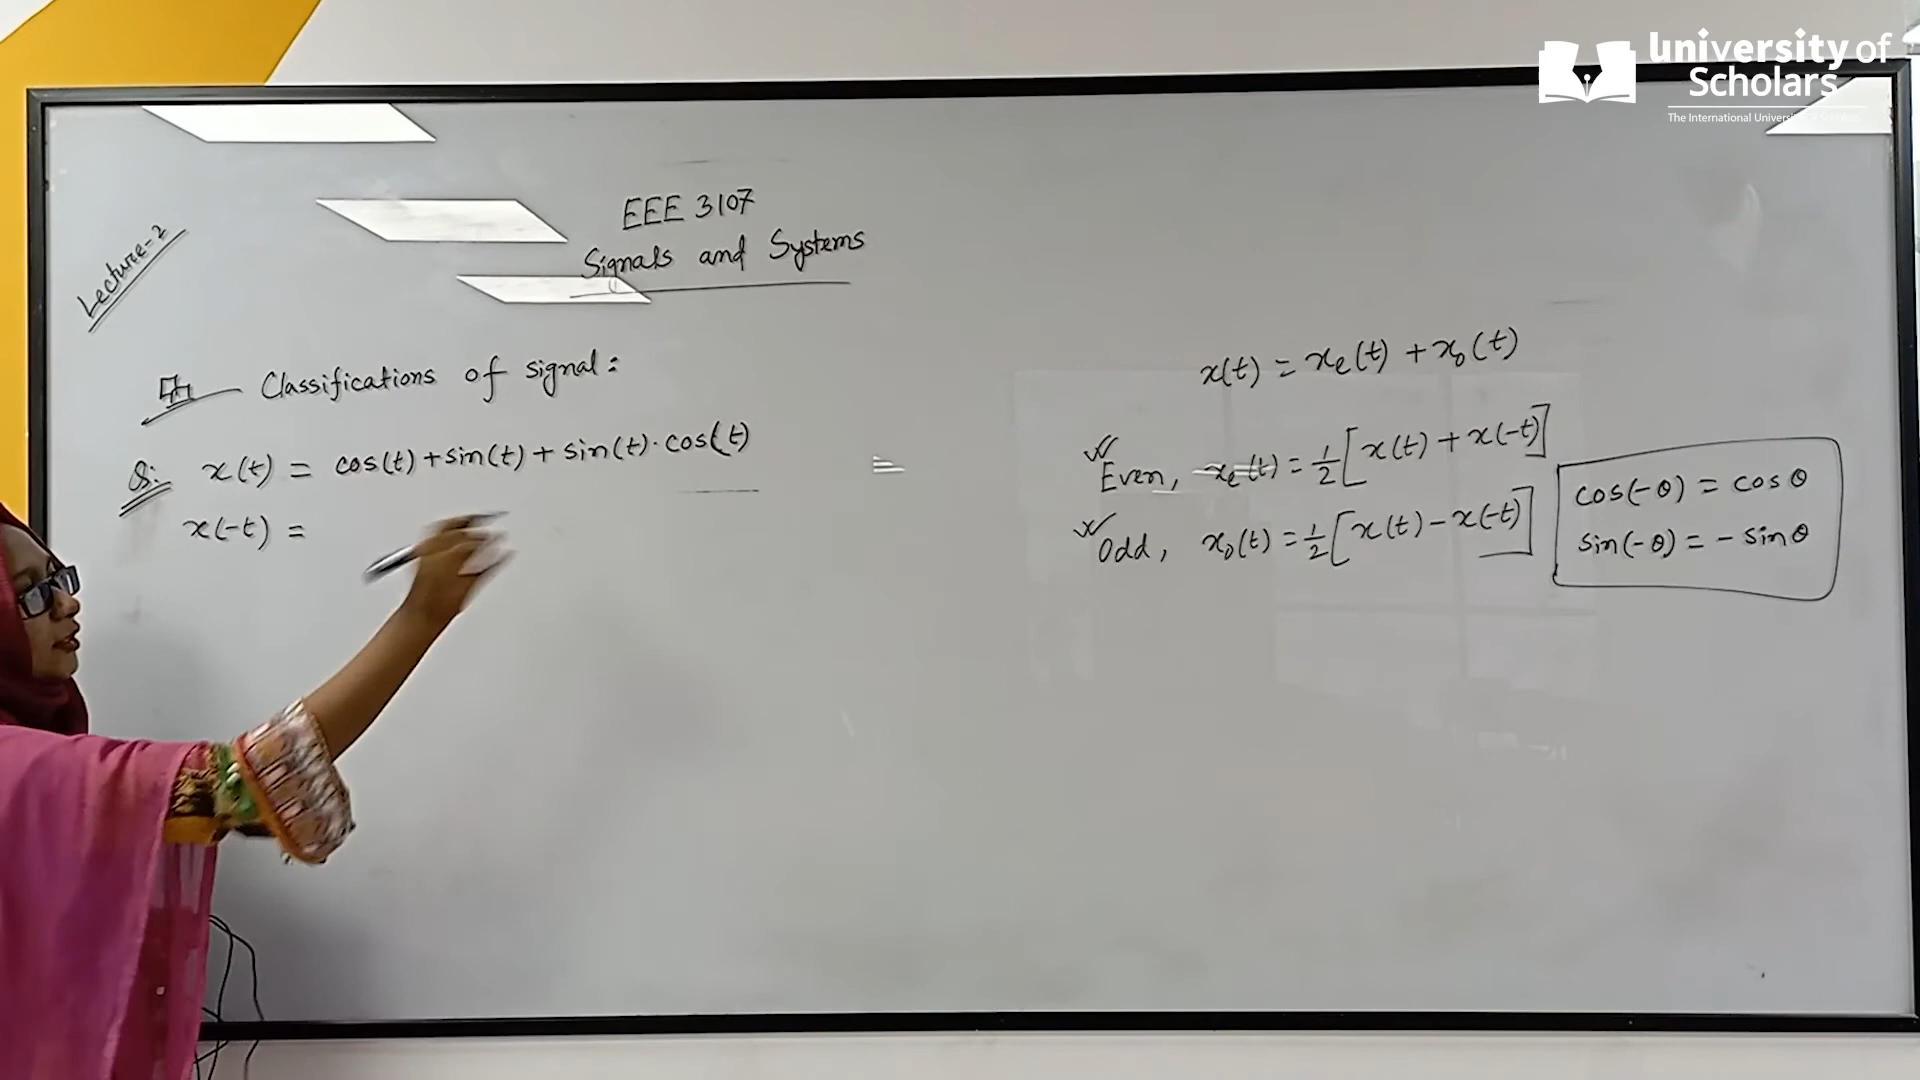 University of
Scholars
Lecture-2
EEE 3107
Signals and Systems
Classifications of signal:
Q: x(t) = cos(t) + sin(t) + sin(t)·cos(t)
x(-t) =
x(t) = xe(t) + xo(t)
Even, xe(t) = 1/2[x(t) + x(-t)]
Odd, xo(t) = 1/2[x(t) - x(-t)]
cos(-θ) = cos θ
sin(-θ) = - sin θ